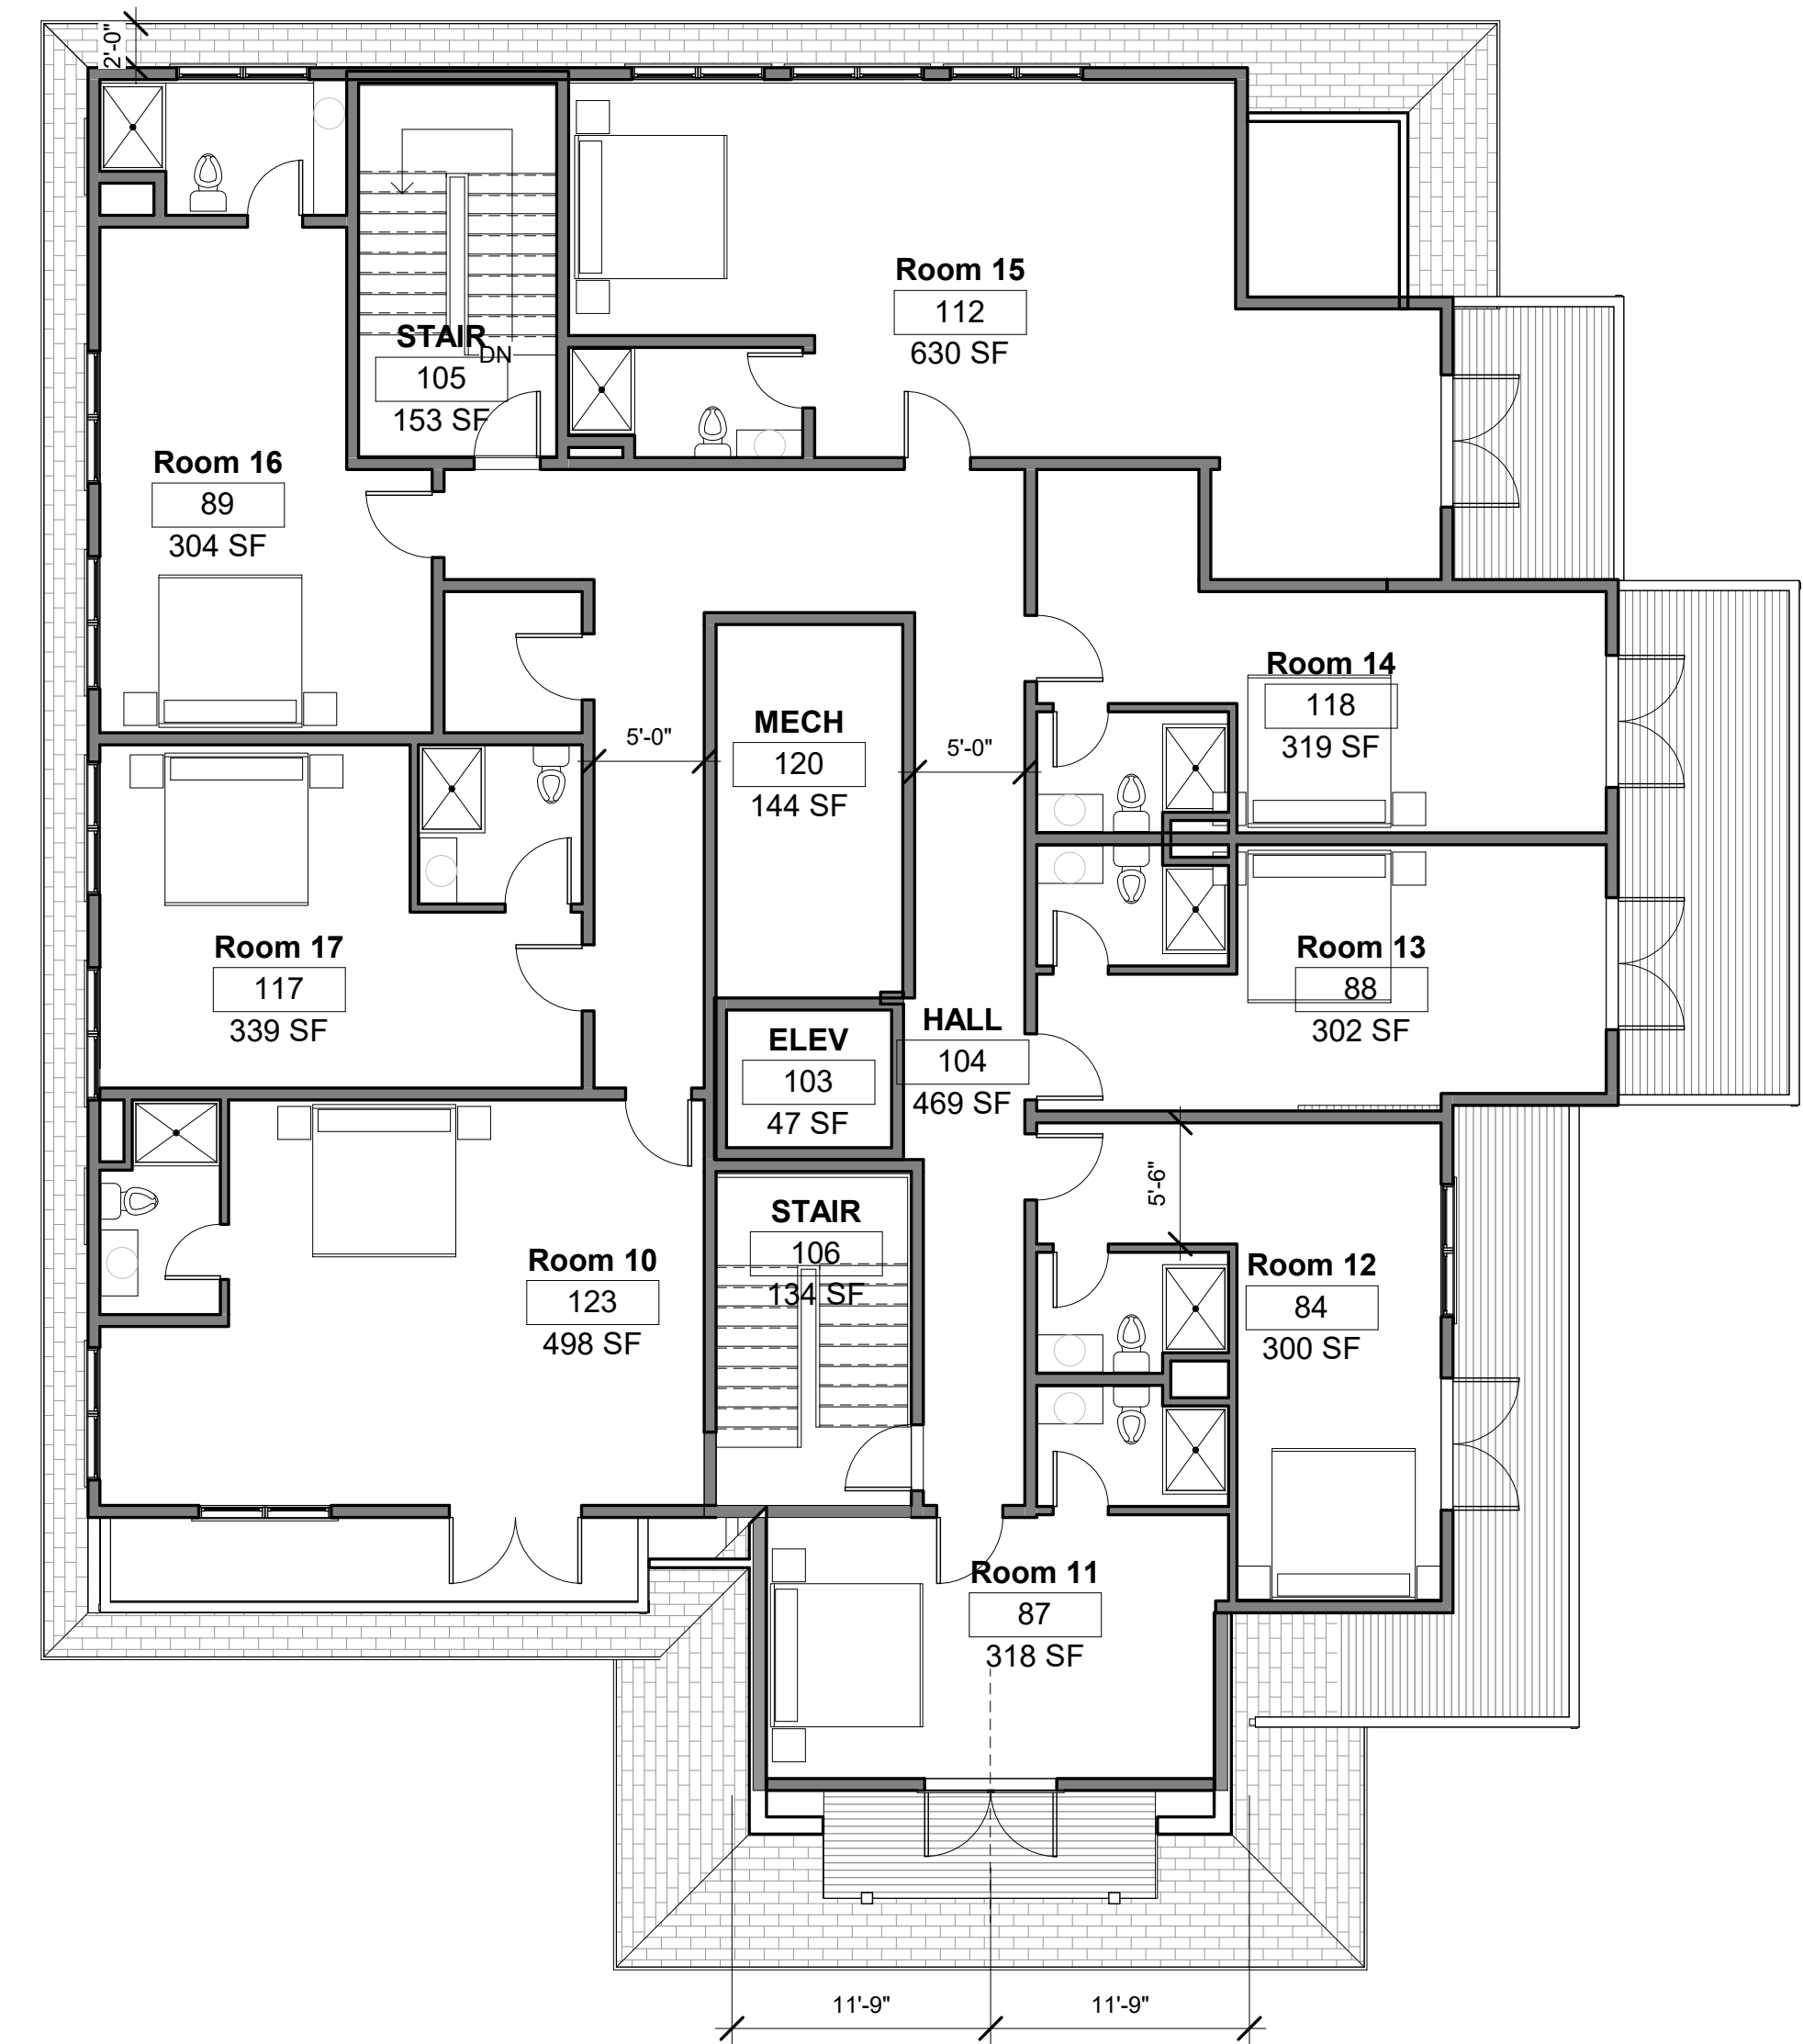 2'-0"
Room 15
112
630 SF
STAIR
DN
105
153 SF
Room 16
89
304 SF
Room 14
118
319 SF
MECH
120
144 SF
5'-0"
5'-0"
Room 17
117
339 SF
Room 13
88
302 SF
HALL
104
469 SF
ELEV
103
47 SF
5'-6"
STAIR
106
134 SF
Room 10
123
498 SF
Room 12
84
300 SF
Room 11
87
318 SF
11'-9"
11'-9"